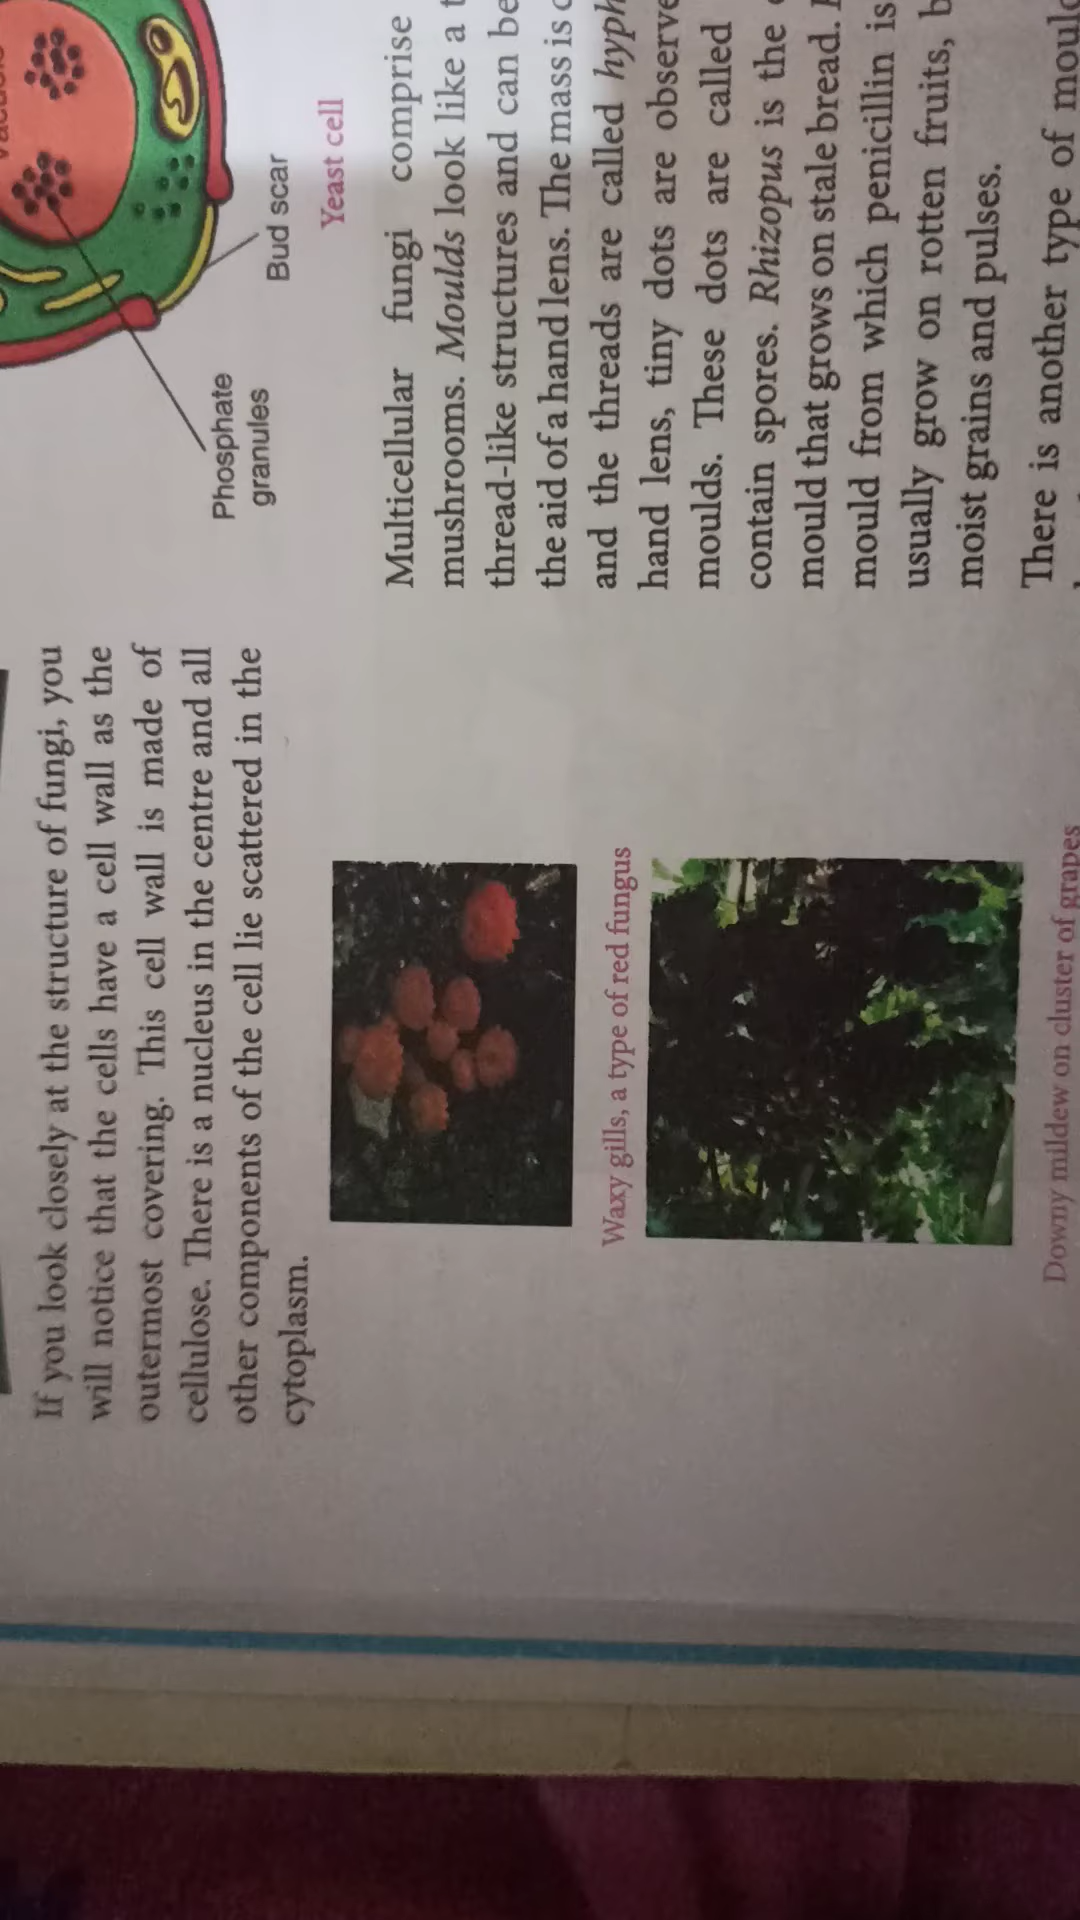 If you look closely at the structure of fungi, you
will notice that the cells have a cell wall as the
outermost covering. This cell wall is made of
cellulose. There is a nucleus in the centre and all
other components of the cell lie scattered in the
cytoplasm.
Waxy gills, a type of red fungus
Downy mildew on cluster of grapes
Phosphate
granules
Bud scar
Yeast cell
Multicellular fungi comprise
mushrooms. Moulds look like a
thread-like structures and can be
the aid of a hand lens. The mass is
and the threads are called
hand lens, tiny dots are
moulds. These dots are called
contain spores. Rhizopus is the
mould that grows on stale bread.
mould from which penicillin is
usually grow on rotten fruits,
moist grains and pulses.
There is another type of